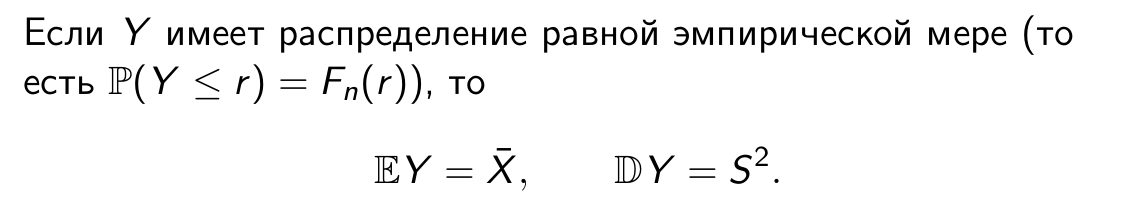 Если Y имеет распределение равной эмпирической мере (то
есть ℙ(Y ≤ r) = Fₙ(r)), то
𝔼Y = X̄, 𝔻Y = S².